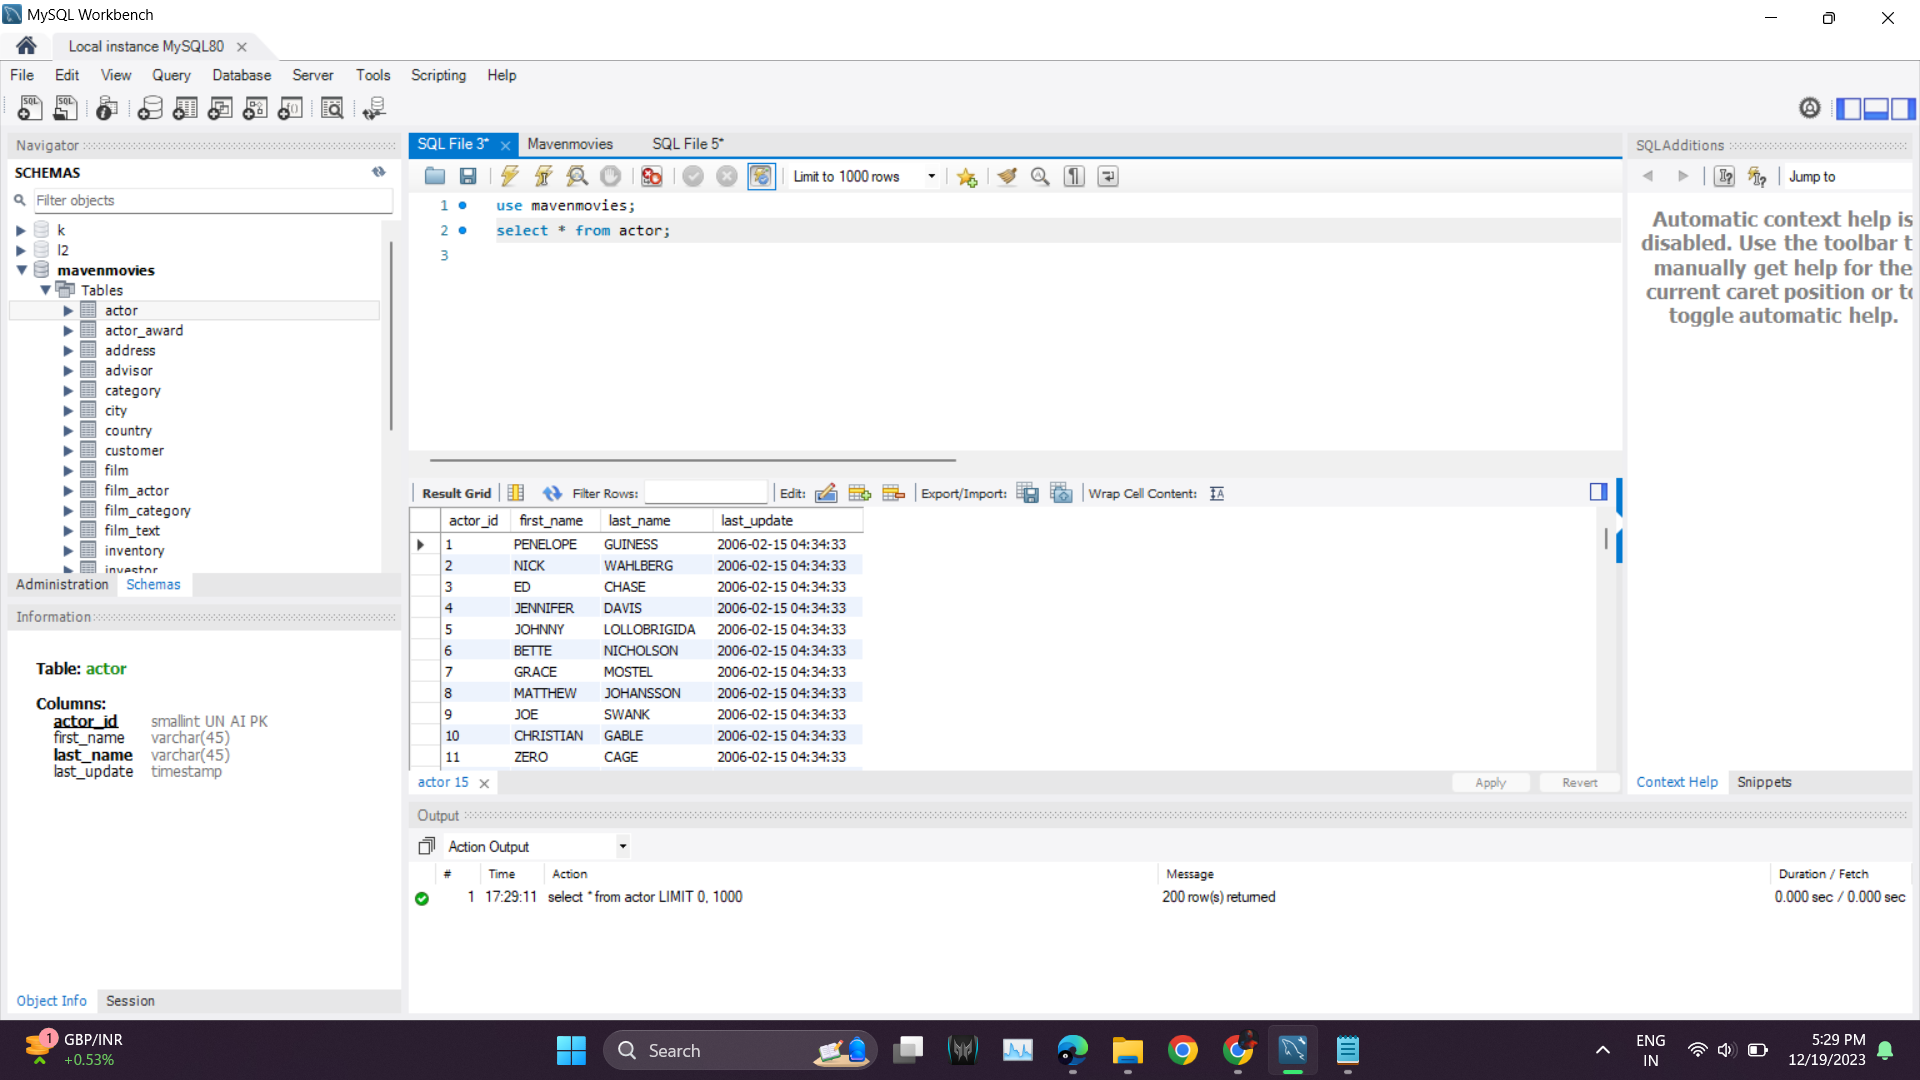 MySQL Workbench
Local instance MySQL80
File Edit View Query Database Server Tools Scripting Help
Navigator
SCHEMAS
Filter objects
k
l2
mavenmovies
Tables
actor
actor_award
address
advisor
category
city
country
customer
film
film_actor
film_category
film_text
inventory
investor
Administration Schemas
Information
Table: actor
Columns:
actor_id smallint UN AI PK
first_name varchar(45)
last_name varchar(45)
last_update timestamp
Object Info Session
SQL File 3* Mavenmovies SQL File 5*
Limit to 1000 rows
1 use mavenmovies;
2 select * from actor;
3
Result Grid Filter Rows: Edit: Export/Import: Wrap Cell Content:
actor_id first_name last_name last_update
1 PENELOPE GUINESS 2006-02-15 04:34:33
2 NICK WAHLBERG 2006-02-15 04:34:33
3 ED CHASE 2006-02-15 04:34:33
4 JENNIFER DAVIS 2006-02-15 04:34:33
5 JOHNNY LOLLOBRIGIDA 2006-02-15 04:34:33
6 BETTE NICHOLSON 2006-02-15 04:34:33
7 GRACE MOSTEL 2006-02-15 04:34:33
8 MATTHEW JOHANSSON 2006-02-15 04:34:33
9 JOE SWANK 2006-02-15 04:34:33
10 CHRISTIAN GABLE 2006-02-15 04:34:33
11 ZERO CAGE 2006-02-15 04:34:33
actor 15
Apply Revert
SQLAdditions
Jump to
Automatic context help is
disabled. Use the toolbar t
manually get help for the
current caret position or to
toggle automatic help.
Context Help Snippets
Output
Action Output
# Time Action Message Duration / Fetch
1 17:29:11 select * from actor LIMIT 0, 1000 200 row(s) returned 0.000 sec / 0.000 sec
1
GBP/INR
+0.53%
Search
ENG
IN
5:29 PM
12/19/2023